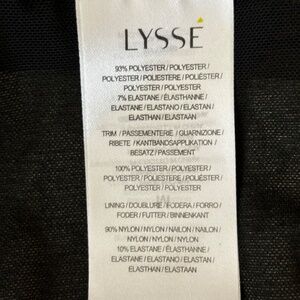 LYSSÉ
93% POLYESTER / POLYESTER /
POLYESTER / POLIESTERE / POLIÉSTER /
POLYESTER / POLYESTER
7% ELASTANE / ÉLASTHANNE /
ELASTANE / ELASTANO / ELASTAN /
ELASTHAN / ELASTAAN
TRIM / PASSEMENTERIE / GUARNIZIONE /
RIBETE / KANTBANDSAPPLIKATION /
BESATZ / PASSEMENT
100% POLYESTER / POLYESTER /
POLYESTER / POLIESTERE / POLIÉSTER /
POLYESTER / POLYESTER
LINING / DOUBLURE / FODERA / FORRO /
FODER / FUTTER / BINNENKANT
90% NYLON / NYLON / NAILON / NAILON /
NYLON / NYLON / NYLON
10% ELASTANE / ÉLASTHANNE /
ELASTANE / ELASTANO / ELASTAN /
ELASTHAN / ELASTAAN